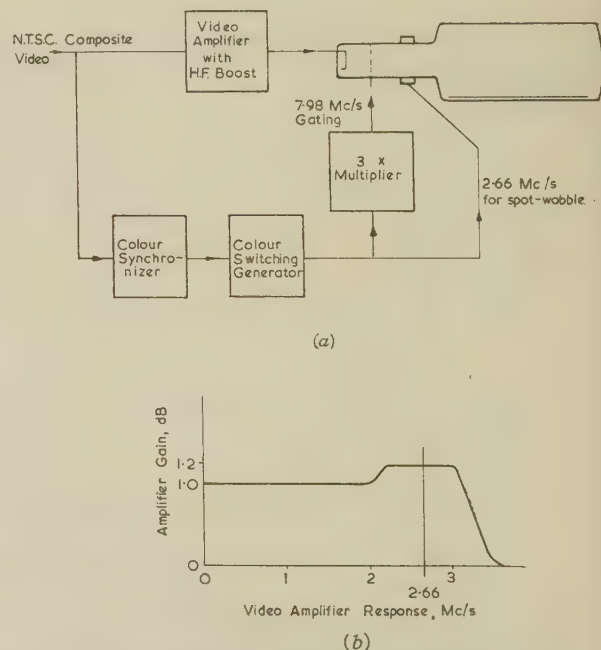 N.T.S.C. Composite
Video
Video
Amplifier
with
H.F. Boost
7·98 Mc/s
Gating
3 ×
Multiplier
2·66 Mc/s
for spot-wobble.
Colour
Synchro-
nizer
Colour
Switching
Generator
(a)
Amplifier Gain, dB
1·2
1·0
0
0
1
2
3
2·66
Video Amplifier Response, Mc/s
(b)